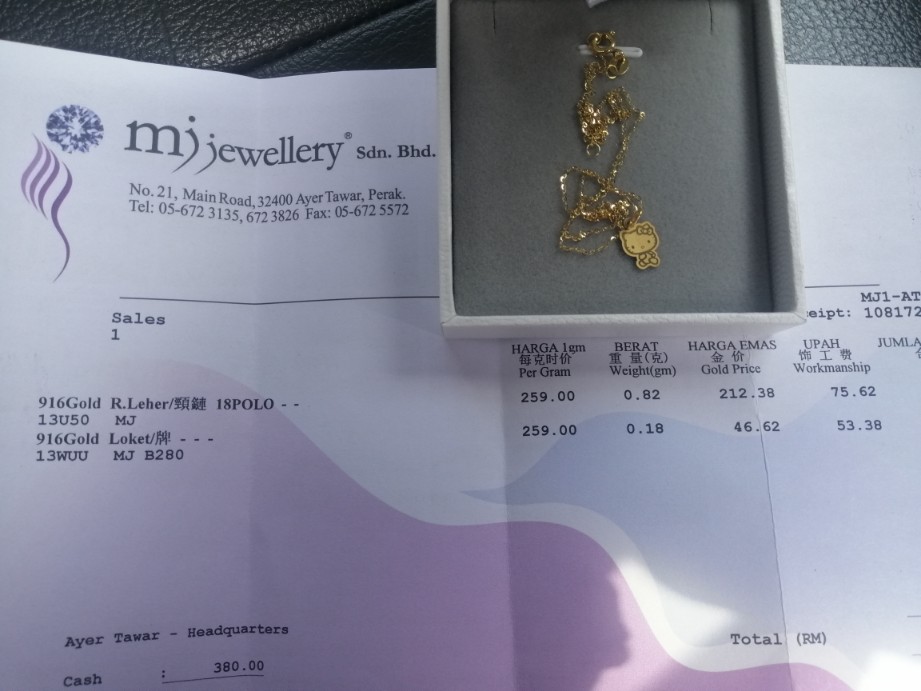 mj jewellery® Sdn. Bhd.
No. 21, Main Road, 32400 Ayer Tawar, Perak.
Tel: 05-672 3135, 672 3826 Fax: 05-672 5572
MJ1-AT
eipt: 108172
Sales
1
HARGA 1gm BERAT HARGA EMAS UPAH JUMLA
每克时价 重量(克) 金价 饰工费
Per Gram Weight(gm) Gold Price Workmanship
916Gold R.Leher/頸鏈 18POLO - - 259.00 0.82 212.38 75.62
13U50 MJ
916Gold Loket/牌 - - - 259.00 0.18 46.62 53.38
13WUU MJ B280
Ayer Tawar - Headquarters
Total (RM)
Cash : 380.00